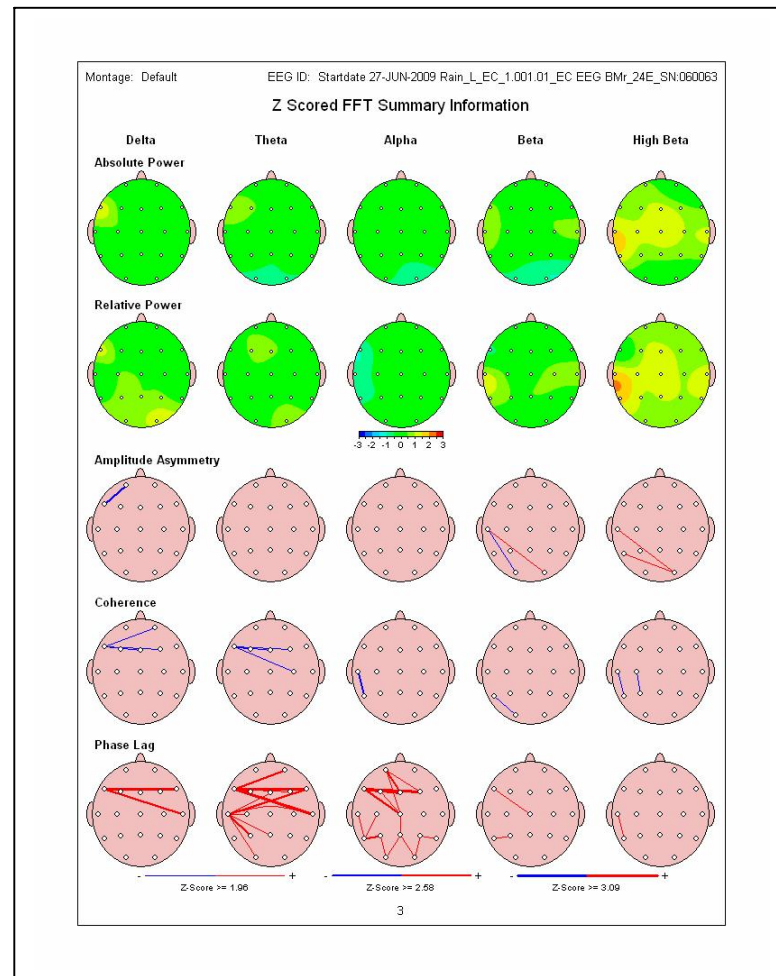 Montage: Default EEG ID: Startdate 27-JUN-2009 Rain_L_EC_1.001.01_EC EEG BMr_24E_SN:060063
Z Scored FFT Summary Information
Delta Theta Alpha Beta High Beta
Absolute Power
Relative Power
-3 -2 -1 0 1 2 3
Amplitude Asymmetry
Coherence
Phase Lag
- + - + - +
Z-Score >= 1.96 Z-Score >= 2.58 Z-Score >= 3.09
3